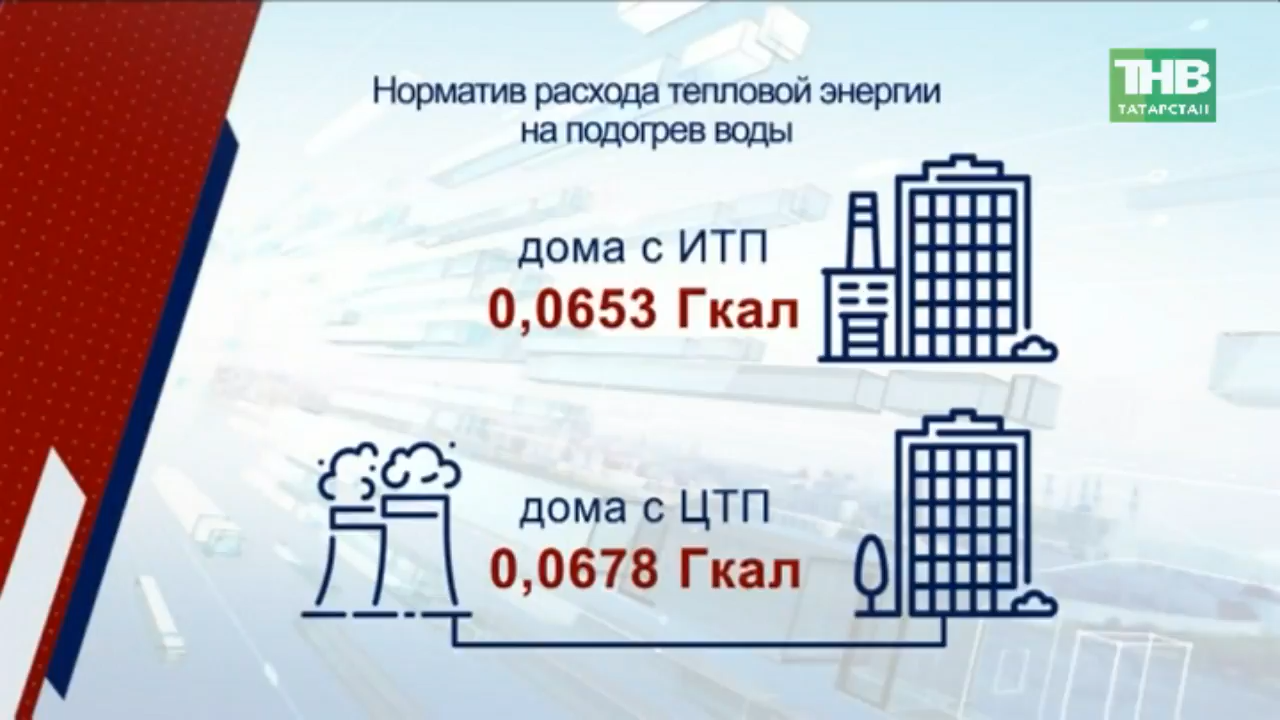 Норматив расхода тепловой энергии
на подогрев воды
ТНВ
ТАТАРСТАН
дома с ИТП
0,0653 Гкал
дома с ЦТП
0,0678 Гкал